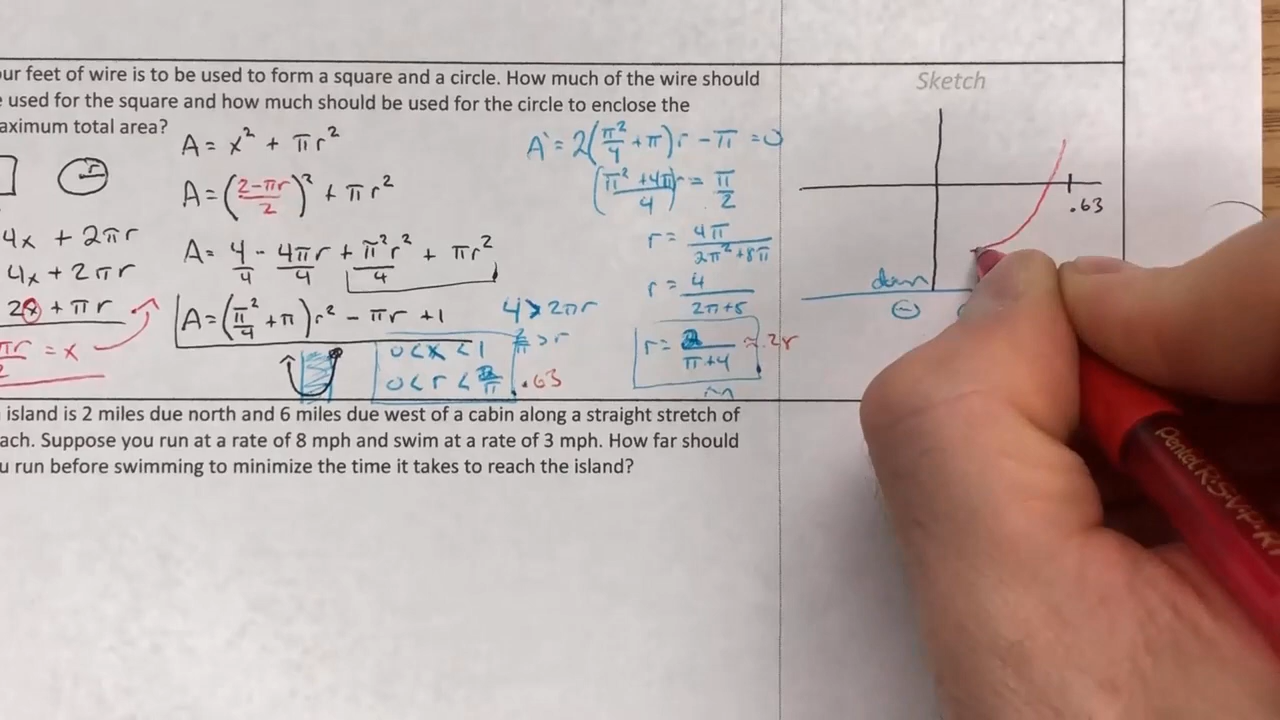 ur feet of wire is to be used to form a square and a circle. How much of the wire should
e used for the square and how much should be used for the circle to enclose the
aximum total area?
A = x² + πr²
r
A = (2-πr/2)² + πr²
4x + 2πr
4x + 2πr
A = 4/4 - 4πr/4 + π²r²/4 + πr²
2x + πr
A = (π²/4 + π)r² - πr + 1
πr/2 = x
0 < x < 1
0 < r < 2/π
.63
4 > 2πr
2/π > r
A' = 2(π²/4 + π)r - π = 0
(π² + 4π/4)r = π/2
r = 4π/2π² + 8π
r = 4/2π + 8
r = 2/π + 4 ≈ .28
m
Sketch
.63
down
-
island is 2 miles due north and 6 miles due west of a cabin along a straight stretch of
ach. Suppose you run at a rate of 8 mph and swim at a rate of 3 mph. How far should
u run before swimming to minimize the time it takes to reach the island?
Pentel R.S.V.P. R